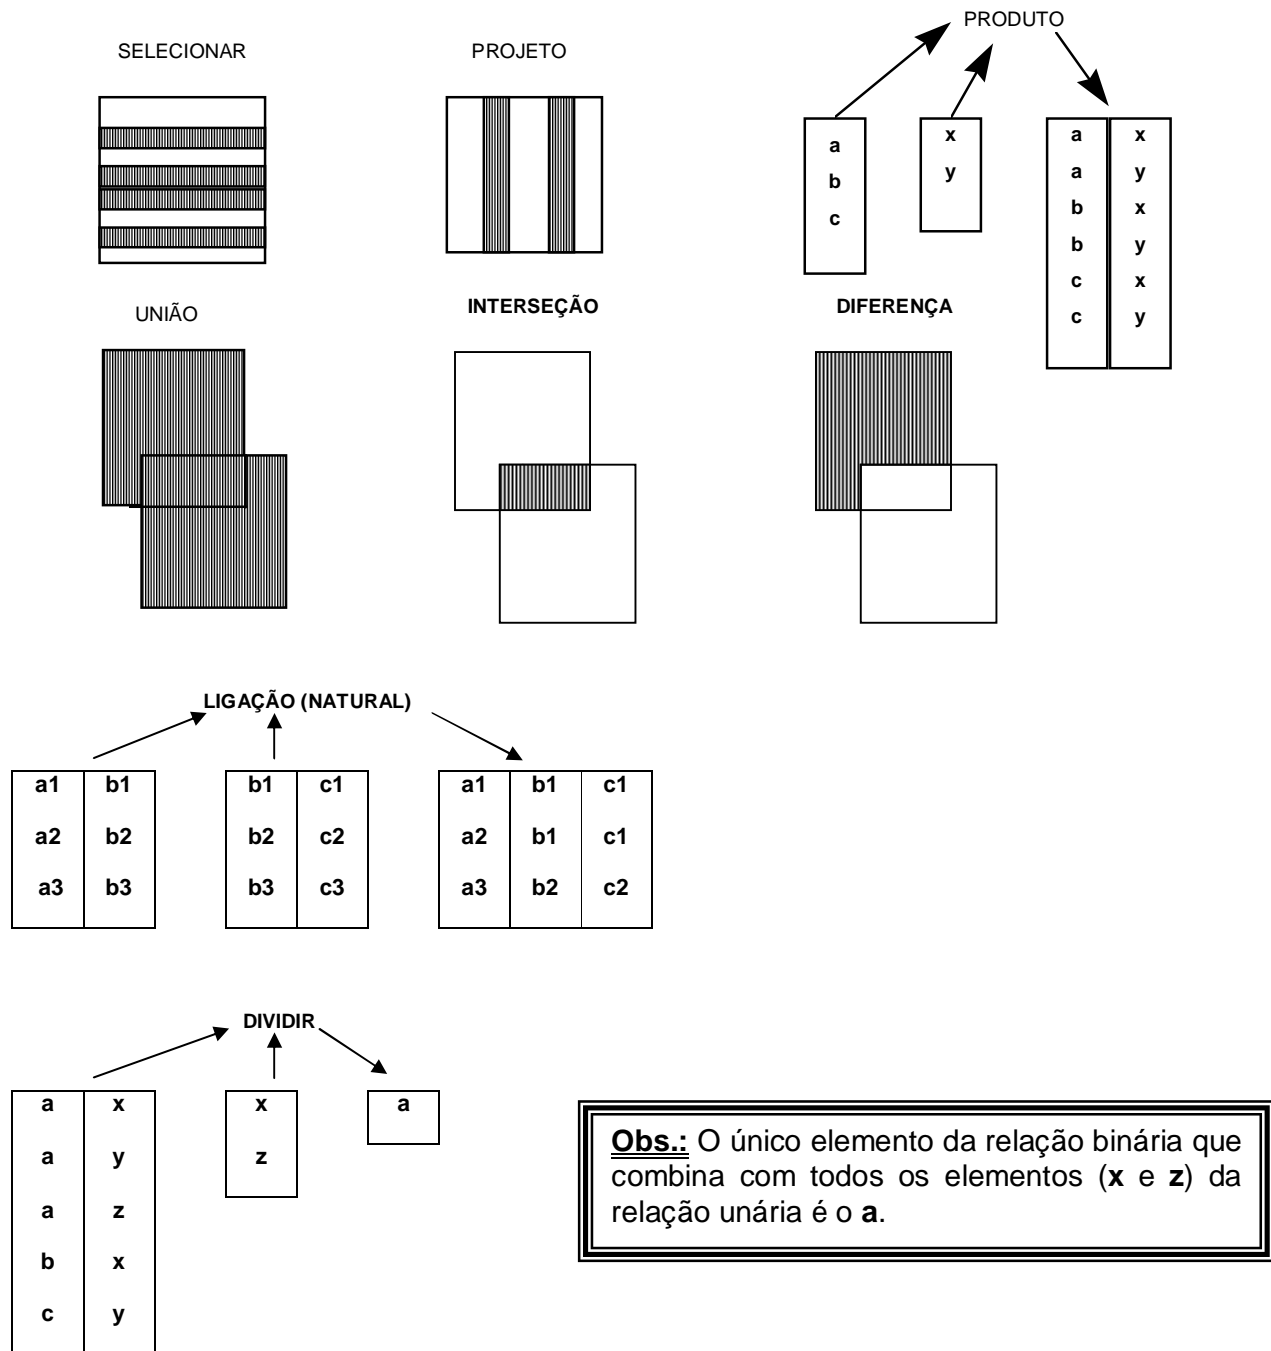 SELECIONAR
PROJETO
PRODUTO
a
b
c
x
y
a x
a y
b x
b y
c x
c y
UNIÃO
INTERSEÇÃO
DIFERENÇA
LIGAÇÃO (NATURAL)
a1 b1
a2 b2
a3 b3
b1 c1
b2 c2
b3 c3
a1 b1 c1
a2 b1 c1
a3 b2 c2
DIVIDIR
a x
a y
a z
b x
c y
x
z
a
Obs.: O único elemento da relação binária que
combina com todos os elementos (x e z) da
relação unária é o a.